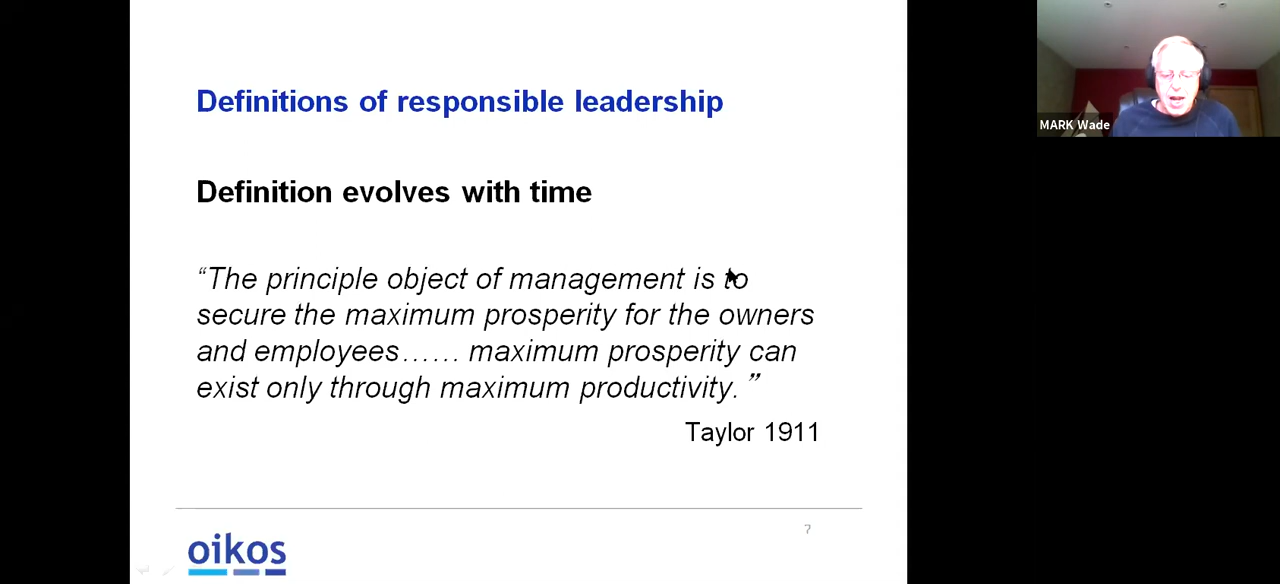 Definitions of responsible leadership
MARK Wade
Definition evolves with time
“The principle object of management is to
secure the maximum prosperity for the owners
and employees…… maximum prosperity can
exist only through maximum productivity.”
Taylor 1911
7
oikos